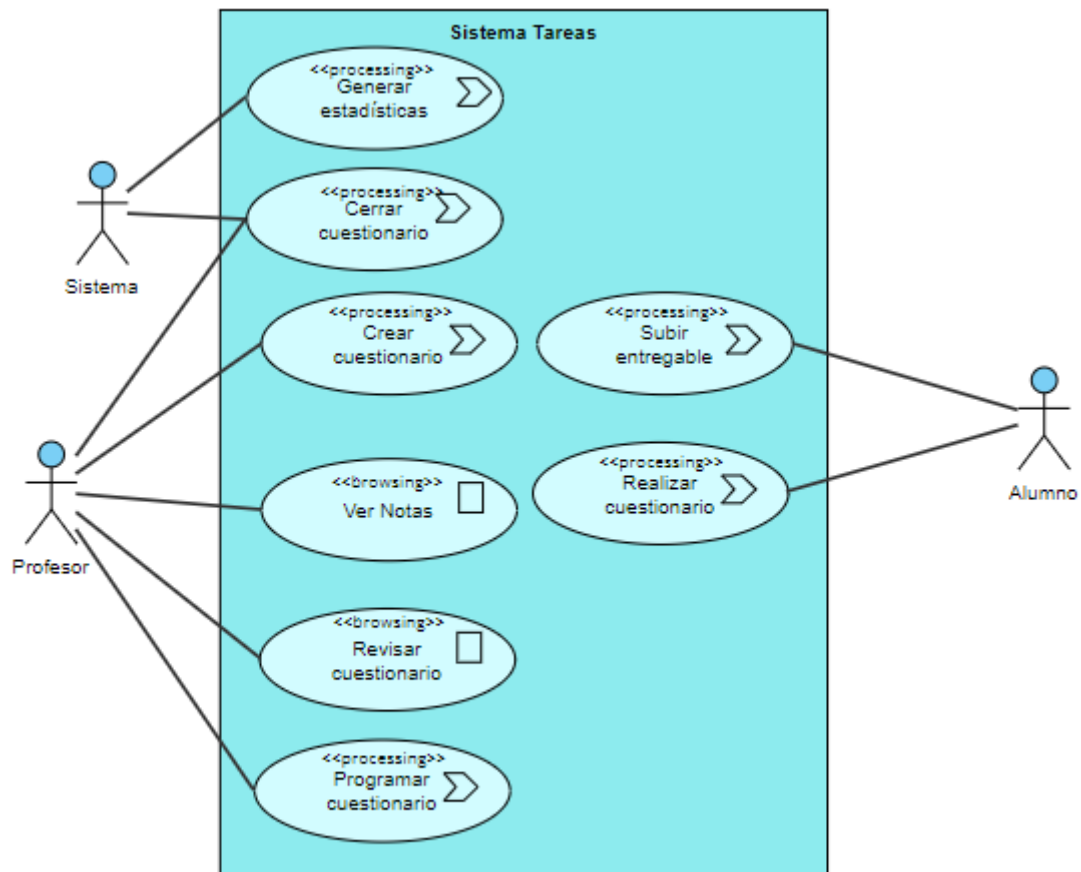 Sistema Tareas
<<processing>>
Generar
estadísticas
<<processing>>
Cerrar
cuestionario
Sistema
<<processing>>
Crear
cuestionario
<<processing>>
Subir
entregable
<<browsing>>
Ver Notas
<<processing>>
Realizar
cuestionario
Alumno
Profesor
<<browsing>>
Revisar
cuestionario
<<processing>>
Programar
cuestionario